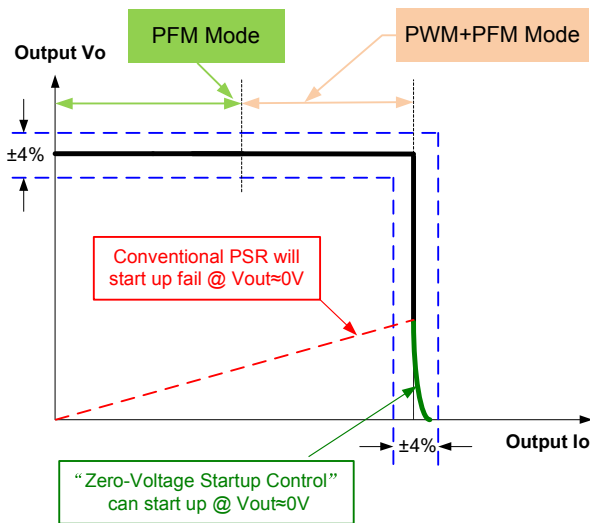 PFM Mode
PWM+PFM Mode
Output Vo
±4%
Conventional PSR will
start up fail @ Vout≈0V
±4%
Output Io
“Zero-Voltage Startup Control”
can start up @ Vout≈0V